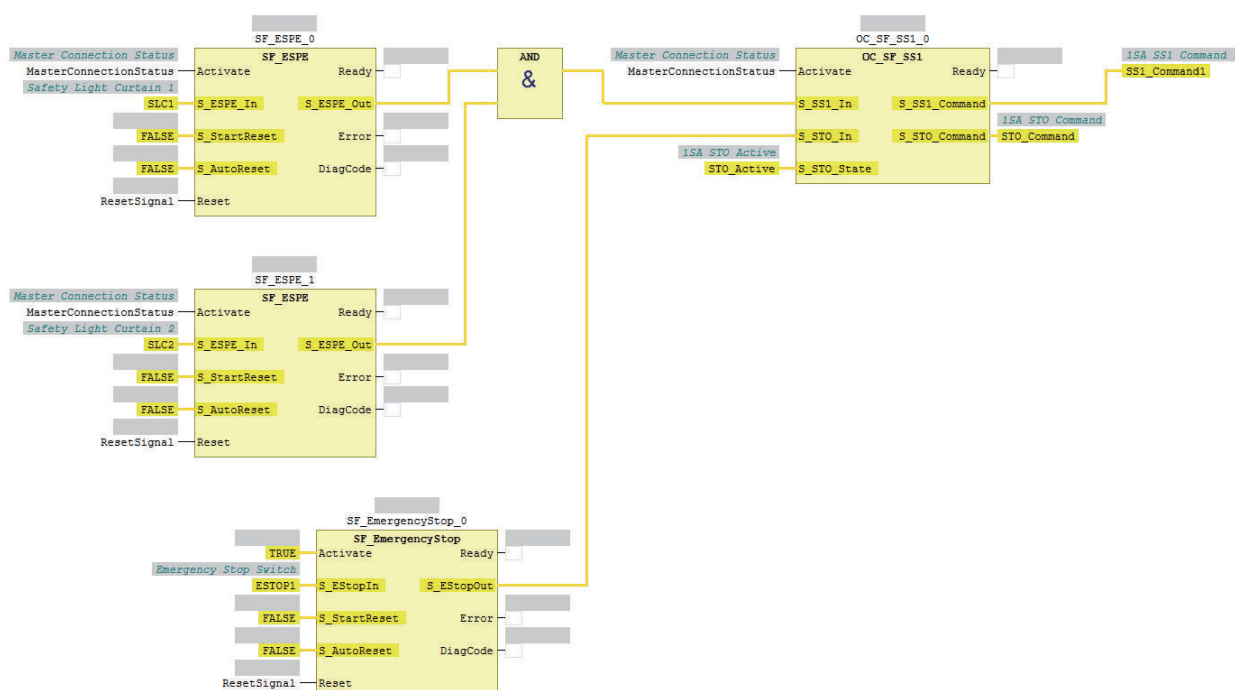 SF_ESPE_0
Master Connection Status
SF_ESPE
MasterConnectionStatus
Activate
Ready
Safety Light Curtain 1
SLC1
S_ESPE_In
S_ESPE_Out
FALSE
S_StartReset
Error
FALSE
S_AutoReset
DiagCode
ResetSignal
Reset
AND
&
OC_SF_SS1_0
Master Connection Status
OC_SF_SS1
MasterConnectionStatus
Activate
Ready
1SA SS1 Command
SS1_Command1
S_SS1_In
S_SS1_Command
1SA STO Command
S_STO_In
S_STO_Command
STO_Command
1SA STO Active
STO_Active
S_STO_State
SF_ESPE_1
Master Connection Status
SF_ESPE
MasterConnectionStatus
Activate
Ready
Safety Light Curtain 2
SLC2
S_ESPE_In
S_ESPE_Out
FALSE
S_StartReset
Error
FALSE
S_AutoReset
DiagCode
ResetSignal
Reset
SF_EmergencyStop_0
SF_EmergencyStop
TRUE
Activate
Ready
Emergency Stop Switch
ESTOP1
S_EStopIn
S_EStopOut
FALSE
S_StartReset
Error
FALSE
S_AutoReset
DiagCode
ResetSignal
Reset